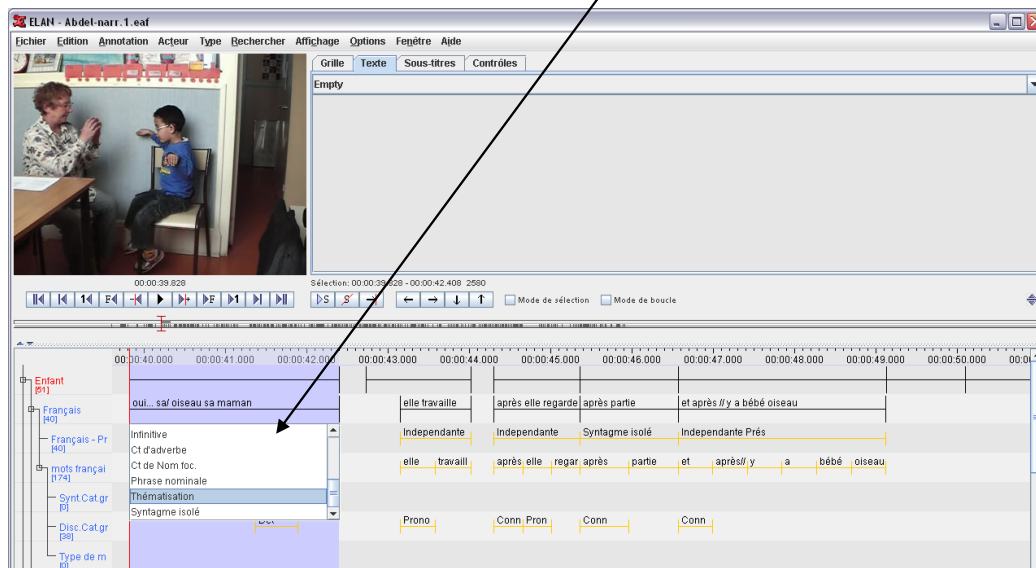 ELAN - Abdel-narr.1.eaf
Fichier Edition Annotation Acteur Type Rechercher Affichage Options Fenêtre Aide
Grille Texte Sous-titres Contrôles
Empty
00:00:39.828
Sélection: 00:00:39.828 - 00:00:42.408 2580
Mode de sélection Mode de boucle
00:00:40.000 00:00:41.000 00:00:42.000 00:00:43.000 00:00:44.000 00:00:45.000 00:00:46.000 00:00:47.000 00:00:48.000 00:00:49.000 00:00:50.000
Enfant
[51]
oui... sa/ oiseau sa maman elle travaille après elle regarde après partie et après // y a bébé oiseau
Français
[40]
Infinitive
Ct d'adverbe
Ct de Nom foc.
Phrase nominale
Thématisation
Syntagme isolé
Français - Pr
[40]
Independante Independante Syntagme isolé Independante Prés
mots françai
[174]
elle travaill après elle regar après partie et après// y a bébé oiseau
Synt.Cat.gr
[0]
Disc.Cat.gr
[38]
Prono Conn Pron Conn Conn
Type de m
[0]